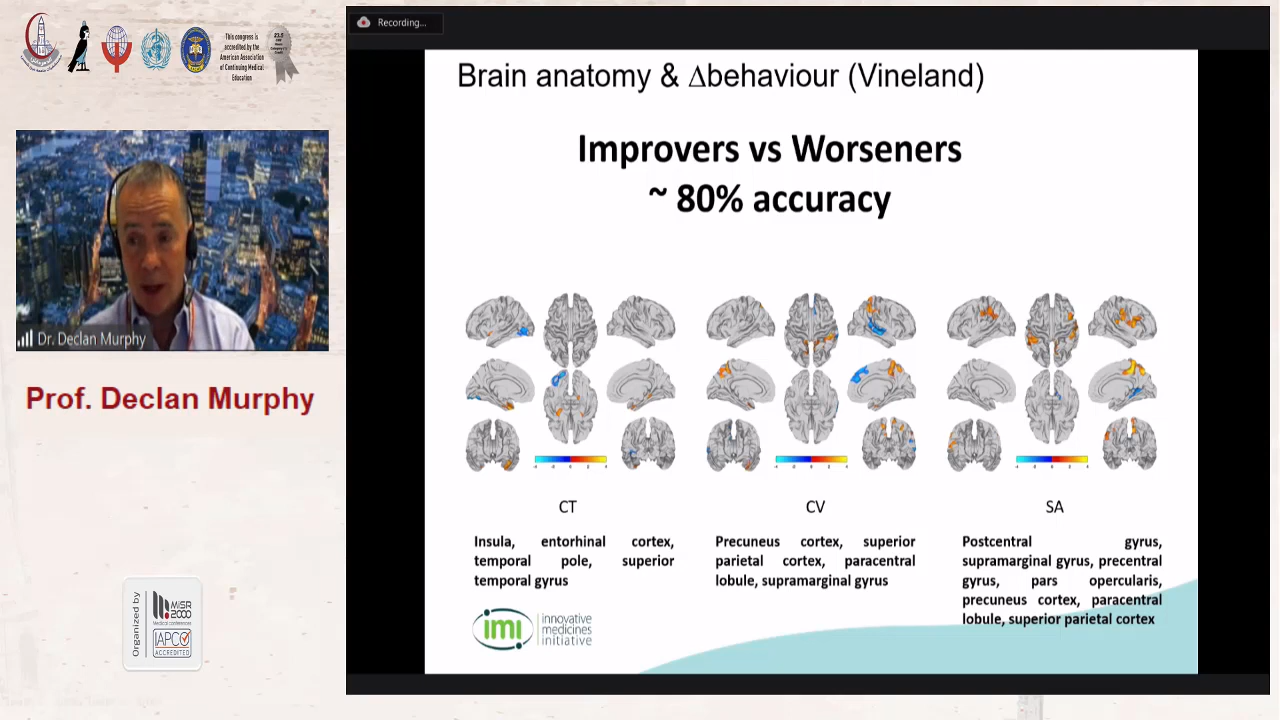 Recording...
This congress is
accredited by the
American Association
of Continuing Medical
Education
Brain anatomy & Δbehaviour (Vineland)
Improvers vs Worseners
~ 80% accuracy
Dr. Declan Murphy
Prof. Declan Murphy
CT
CV
SA
Insula, entorhinal cortex,
temporal pole, superior
temporal gyrus
Precuneus cortex, superior
parietal cortex, paracentral
lobule, supramarginal gyrus
Postcentral gyrus,
supramarginal gyrus, precentral
gyrus, pars opercularis,
precuneus cortex, paracentral
lobule, superior parietal cortex
imi
innovative
medicines
initiative
Organized by
MISR
2000
Medical conferences
IAPCO
ACCREDITED